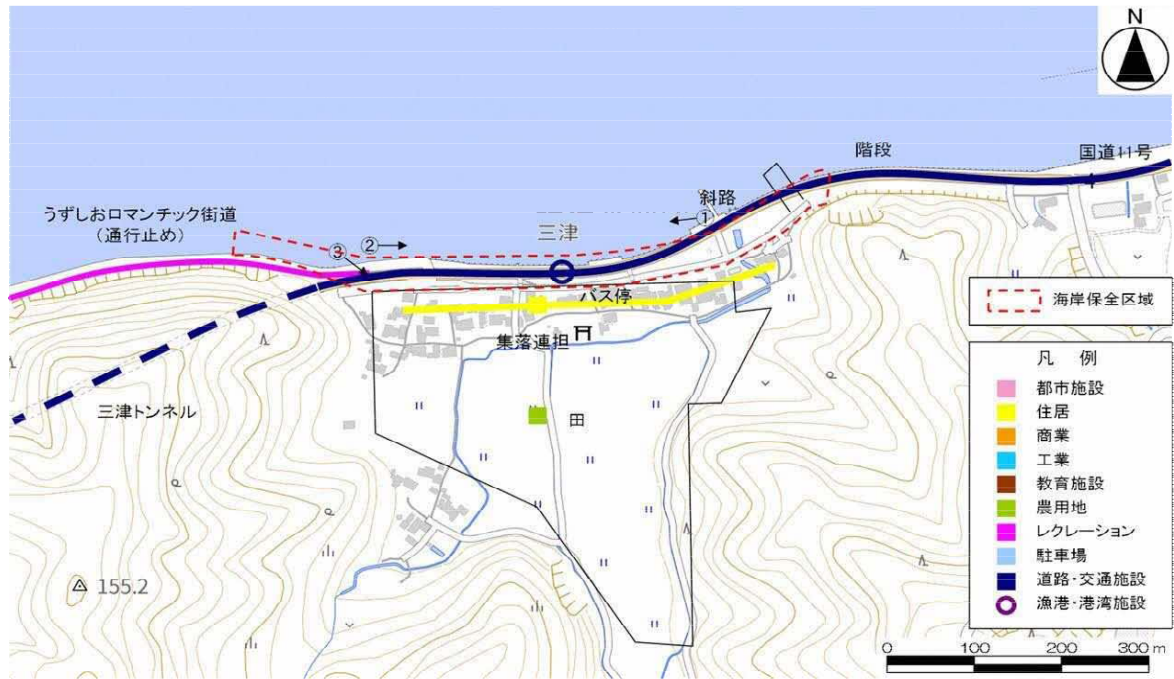 N
階段
国道11号
うずしおロマンチック街道
(通行止め)
斜路
①
三津
②
③
バス停
海岸保全区域
集落連担
凡 例
都市施設
住居
商業
工業
教育施設
農用地
レクレーション
駐車場
道路・交通施設
漁港・港湾施設
三津トンネル
田
155.2
0 100 200 300 m